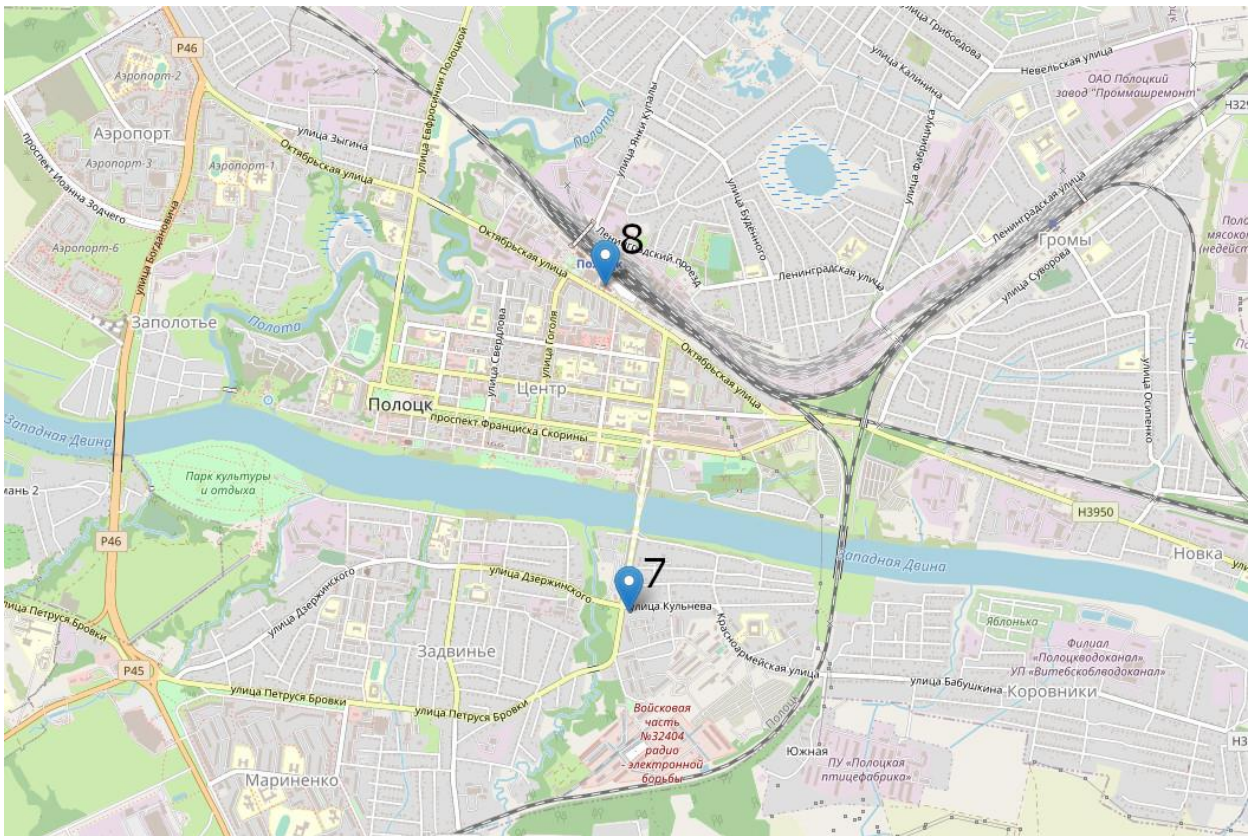 улица Грибоедова
Р46
улица Калинина
Невельская улица
Аэропорт-2
ОАО Полоцкий
завод "Проммашремонт"
Н329
улица Евфросинии Полоцкой
Полота
улица Янки Купалы
улица Фабрициуса
Аэропорт
улица Зыгина
Октябрьская улица
Аэропорт-3
Аэропорт-1
проспект Иоанна Зодчего
улица Будённого
Ленинградская улица
Громы
8
Октябрьская улица
Ленинградский проезд
Аэропорт-6
улица Богдановича
Ленинградская улица
улица Суворова
Заполотье
Полота
улица Свердлова
улица Гоголя
Октябрьская улица
Центр
Полоцк
улица Осипенко
проспект Франциска Скорины
Западная Двина
Парк культуры
и отдыха
мань 2
Р46
Н3950
Новка
Западная Двина
7
улица Дзержинского
улица Дзержинского
улица Кульнева
улица Петруся Бровки
Красноармейская улица
Яблонька
Филиал
«Полоцкводоканал»
УП «Витебскоблводоканал»
Задвинье
Р45
улица Петруся Бровки
улица Петруся Бровки
улица Бабушкина
Коровники
Полоцк
Войсковая
часть
№32404
радио
- электронной
борьбы
Южная
ПУ «Полоцкая
птицефабрика»
Мариненко